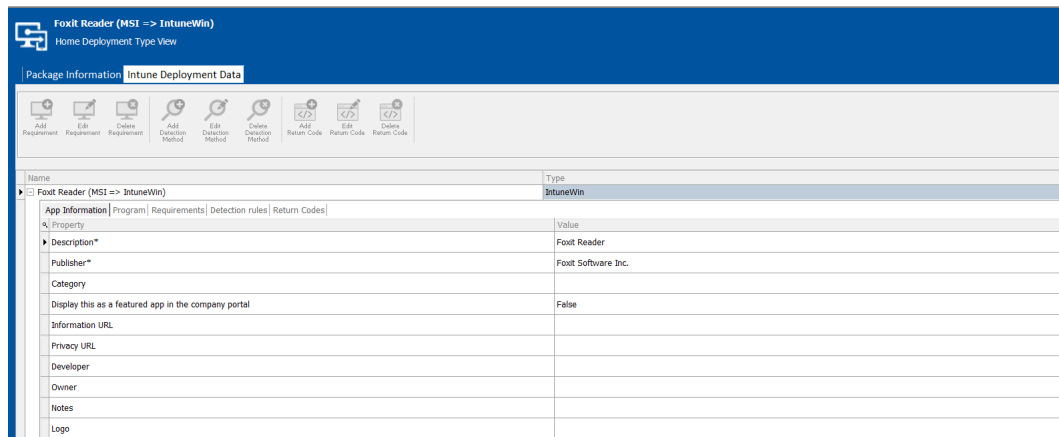 Foxit Reader (MSI => IntuneWin)
Home Deployment Type View
Package Information Intune Deployment Data
Add Requirement Edit Requirement Delete Requirement Add Detection Method Edit Detection Method Delete Detection Method Add Return Code Edit Return Code Delete Return Code
Name Type
Foxit Reader (MSI => IntuneWin) IntuneWin
App Information Program Requirements Detection rules Return Codes
Property Value
Description* Foxit Reader
Publisher* Foxit Software Inc.
Category
Display this as a featured app in the company portal False
Information URL
Privacy URL
Developer
Owner
Notes
Logo